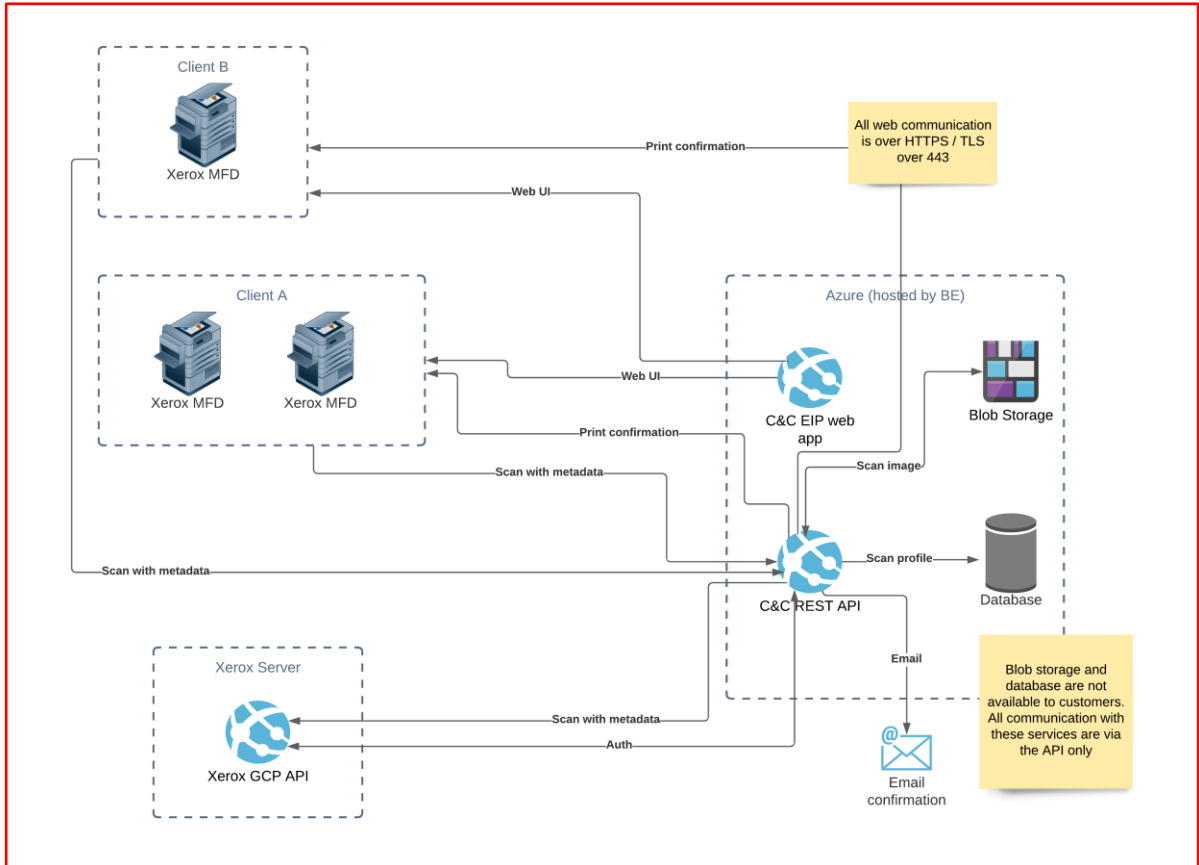 Client B
Xerox MFD
All web communication
is over HTTPS / TLS
over 443
Print confirmation
Web UI
Client A
Azure (hosted by BE)
Xerox MFD
Xerox MFD
Web UI
C&C EIP web
app
Blob Storage
Print confirmation
Scan image
Scan with metadata
Scan with metadata
Scan profile
C&C REST API
Database
Xerox Server
Email
Blob storage and
database are not
available to customers.
All communication with
these services are via
the API only
Scan with metadata
Auth
Xerox GCP API
@
Email
confirmation